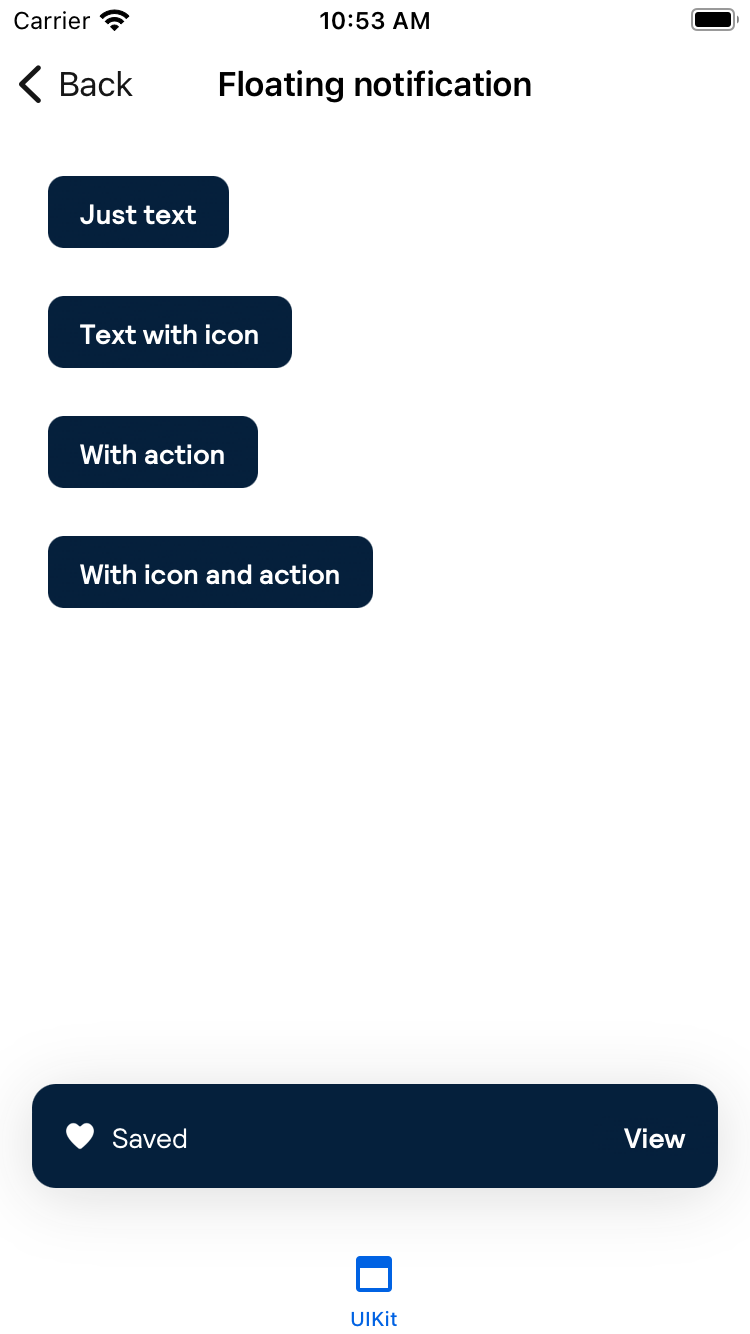 Carrier 10:53 AM
Back Floating notification
Just text
Text with icon
With action
With icon and action
Saved View
UIKit